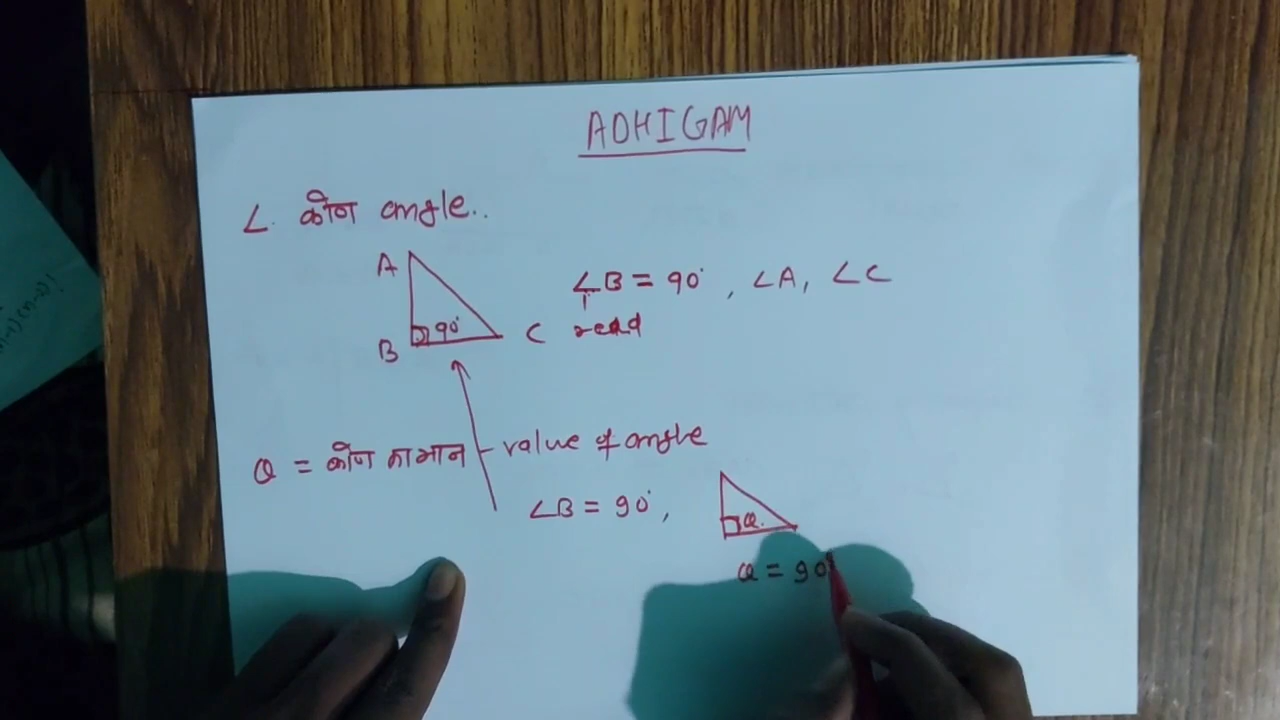 ADHIGAM
∠. कोन angle..
A
∠B = 90°, ∠A, ∠C
90°
B
C
read
θ = कोण का मान - value of angle
∠B = 90°,
θ.
θ = 90°